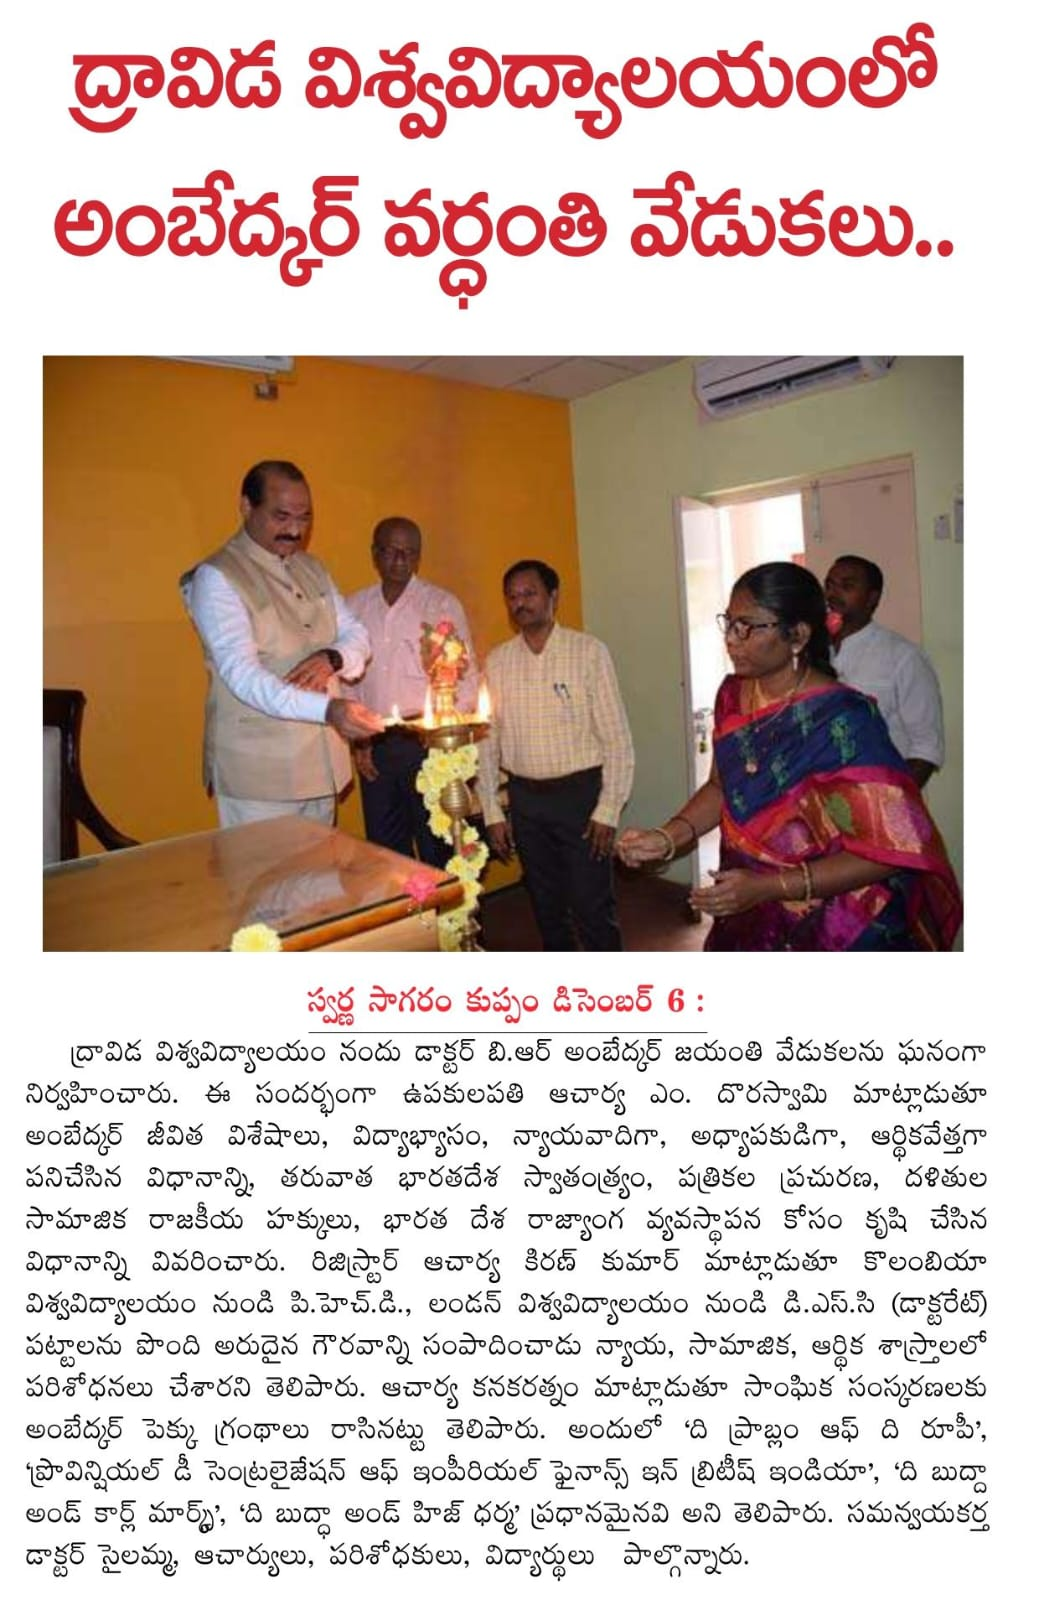 ద్రావిడ విశ్వవిద్యాలయంలో
అంబేద్కర్ వర్ధంతి వేడుకలు..
స్వర్ణ సాగరం కుప్పం డిసెంబర్ 6 :
ద్రావిడ విశ్వవిద్యాలయం నందు డాక్టర్ బి.ఆర్ అంబేద్కర్ జయంతి వేడుకలను ఘనంగా
నిర్వహించారు. ఈ సందర్భంగా ఉపకులపతి ఆచార్య ఎం. దొరస్వామి మాట్లాడుతూ
అంబేద్కర్ జీవిత విశేషాలు, విద్యాభ్యాసం, న్యాయవాదిగా, అధ్యాపకుడిగా, ఆర్థికవేత్తగా
పనిచేసిన విధానాన్ని, తరువాత భారతదేశ స్వాతంత్ర్యం, పత్రికల ప్రచురణ, దళితుల
సామాజిక రాజకీయ హక్కులు, భారత దేశ రాజ్యాంగ వ్యవస్థాపన కోసం కృషి చేసిన
విధానాన్ని వివరించారు. రిజిస్ట్రార్ ఆచార్య కిరణ్ కుమార్ మాట్లాడుతూ కొలంబియా
విశ్వవిద్యాలయం నుండి పి.హెచ్.డి., లండన్ విశ్వవిద్యాలయం నుండి డి.ఎస్.సి (డాక్టరేట్)
పట్టాలను పొంది అరుదైన గౌరవాన్ని సంపాదించాడు న్యాయ, సామాజిక, ఆర్థిక శాస్త్రాలలో
పరిశోధనలు చేశారని తెలిపారు. ఆచార్య కనకరత్నం మాట్లాడుతూ సాంఘిక సంస్కరణలకు
అంబేద్కర్ పెక్కు గ్రంథాలు రాసినట్టు తెలిపారు. అందులో ‘ది ప్రాబ్లం ఆఫ్ ది రూపీ’,
‘ప్రొవిన్షియల్ డీ సెంట్రలైజేషన్ ఆఫ్ ఇంపీరియల్ ఫైనాన్స్ ఇన్ బ్రిటీష్ ఇండియా’, ‘ది బుద్దా
అండ్ కార్ల్ మార్క్స్’, ‘ది బుద్ధా అండ్ హిజ్ ధర్మ’ ప్రధానమైనవి అని తెలిపారు. సమన్వయకర్త
డాక్టర్ సైలమ్మ, ఆచార్యులు, పరిశోధకులు, విద్యార్థులు పాల్గొన్నారు.